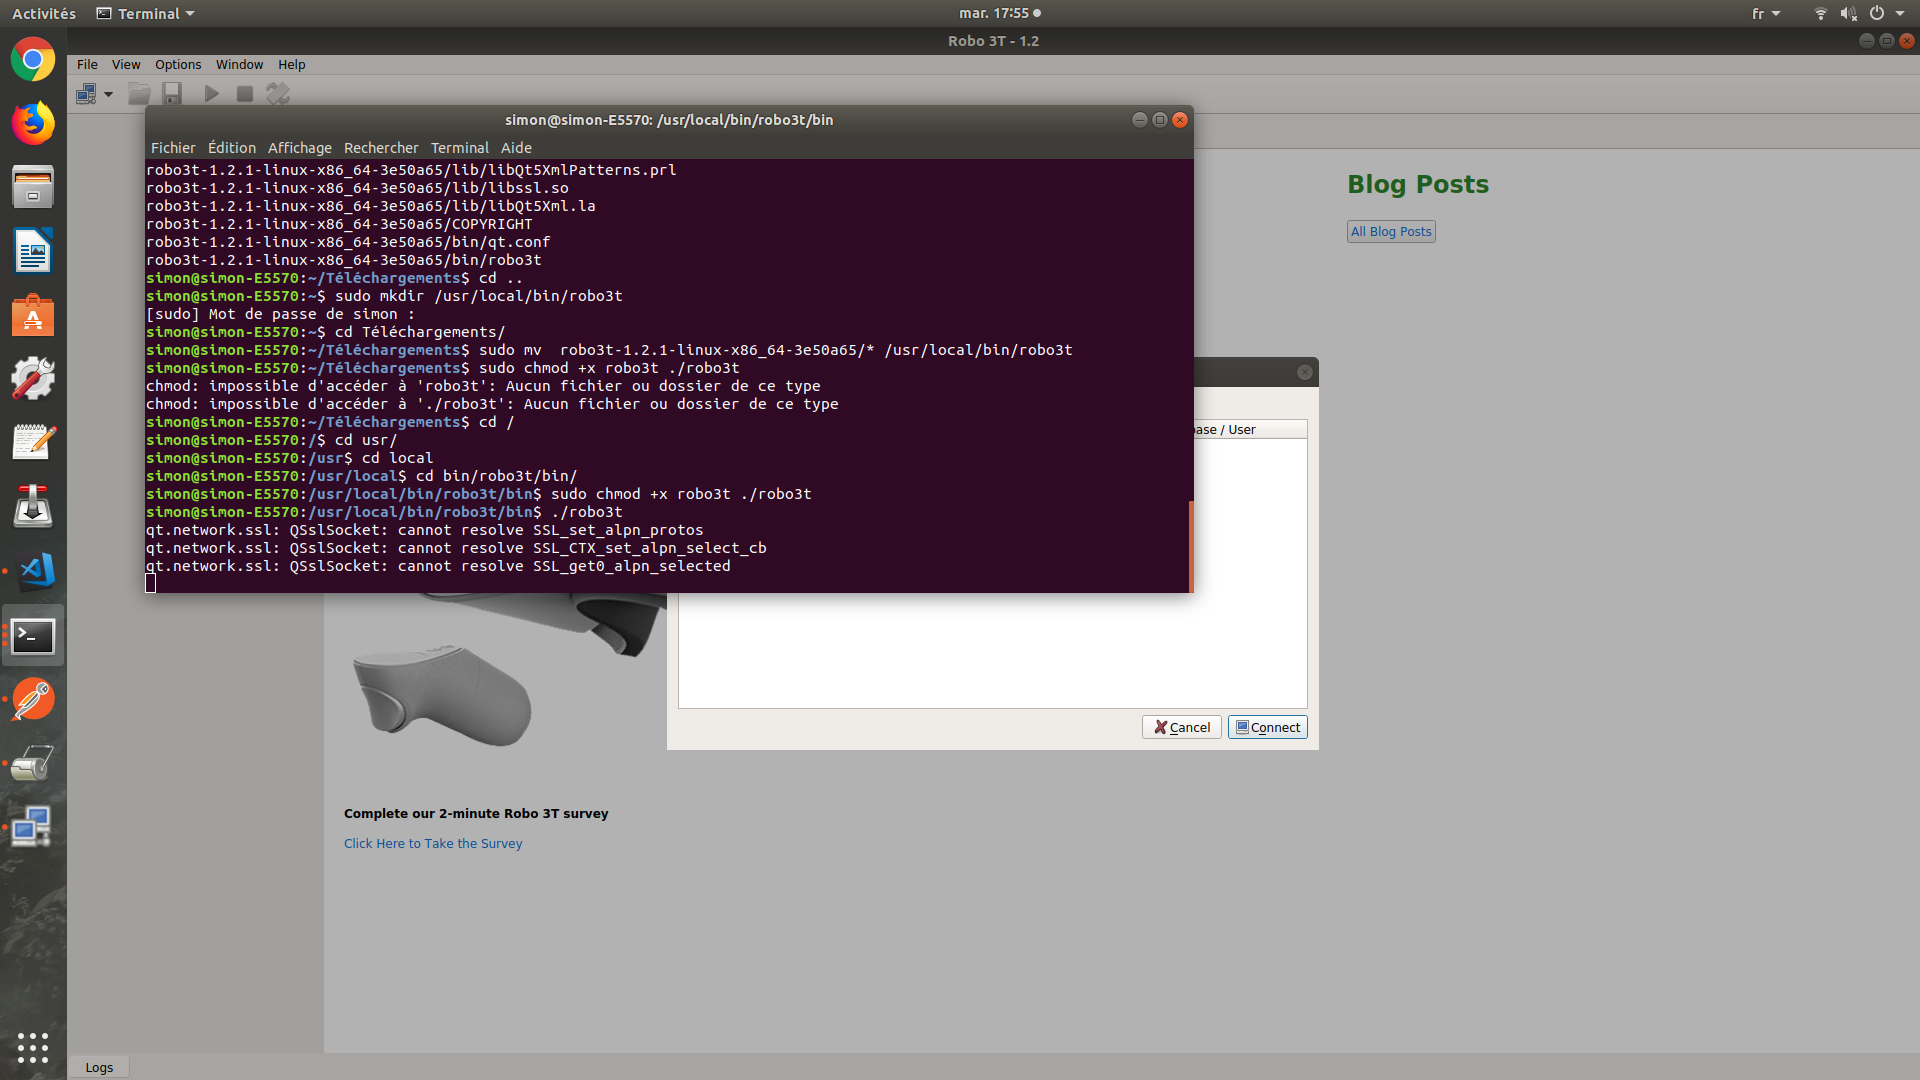 Activités
Terminal
mar. 17:55
fr
Robo 3T - 1.2
File View Options Window Help
simon@simon-E5570: /usr/local/bin/robo3t/bin
Fichier Édition Affichage Rechercher Terminal Aide
robo3t-1.2.1-linux-x86_64-3e50a65/lib/libQt5XmlPatterns.prl
robo3t-1.2.1-linux-x86_64-3e50a65/lib/libssl.so
robo3t-1.2.1-linux-x86_64-3e50a65/lib/libQt5Xml.la
robo3t-1.2.1-linux-x86_64-3e50a65/COPYRIGHT
robo3t-1.2.1-linux-x86_64-3e50a65/bin/qt.conf
robo3t-1.2.1-linux-x86_64-3e50a65/bin/robo3t
simon@simon-E5570:~/Téléchargements$ cd ..
simon@simon-E5570:~$ sudo mkdir /usr/local/bin/robo3t
[sudo] Mot de passe de simon :
simon@simon-E5570:~$ cd Téléchargements/
simon@simon-E5570:~/Téléchargements$ sudo mv  robo3t-1.2.1-linux-x86_64-3e50a65/* /usr/local/bin/robo3t
simon@simon-E5570:~/Téléchargements$ sudo chmod +x robo3t ./robo3t
chmod: impossible d'accéder à 'robo3t': Aucun fichier ou dossier de ce type
chmod: impossible d'accéder à './robo3t': Aucun fichier ou dossier de ce type
simon@simon-E5570:~/Téléchargements$ cd /
simon@simon-E5570:/$ cd usr/
simon@simon-E5570:/usr$ cd local
simon@simon-E5570:/usr/local$ cd bin/robo3t/bin/
simon@simon-E5570:/usr/local/bin/robo3t/bin$ sudo chmod +x robo3t ./robo3t
simon@simon-E5570:/usr/local/bin/robo3t/bin$ ./robo3t
qt.network.ssl: QSslSocket: cannot resolve SSL_set_alpn_protos
qt.network.ssl: QSslSocket: cannot resolve SSL_CTX_set_alpn_select_cb
qt.network.ssl: QSslSocket: cannot resolve SSL_get0_alpn_selected
Blog Posts
All Blog Posts
base / User
Cancel
Connect
Complete our 2-minute Robo 3T survey
Click Here to Take the Survey
Logs